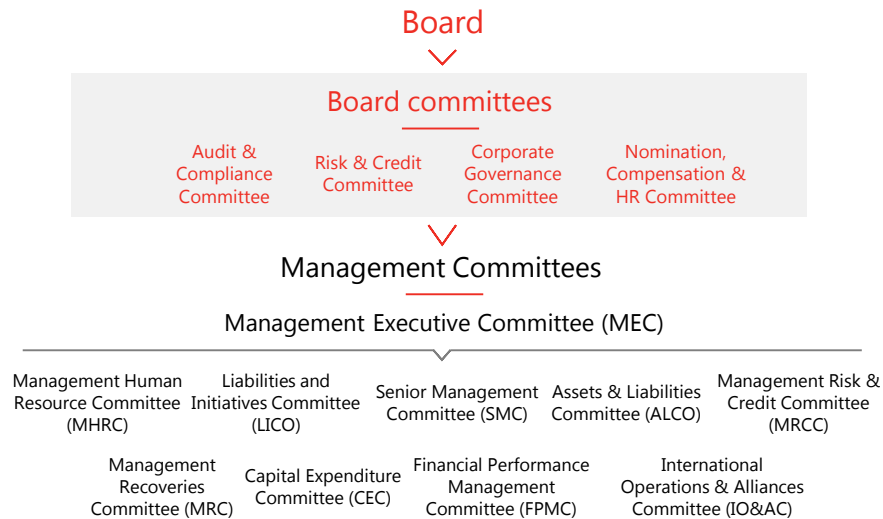 Board
Board committees
Audit &
Compliance
Committee
Risk & Credit
Committee
Corporate
Governance
Committee
Nomination,
Compensation &
HR Committee
Management Committees
Management Executive Committee (MEC)
Management Human
Resource Committee
(MHRC)
Liabilities and
Initiatives Committee
(LICO)
Senior Management
Committee (SMC)
Assets & Liabilities
Committee (ALCO)
Management Risk &
Credit Committee
(MRCC)
Management
Recoveries
Committee (MRC)
Capital Expenditure
Committee (CEC)
Financial Performance
Management
Committee (FPMC)
International
Operations & Alliances
Committee (IO&AC)